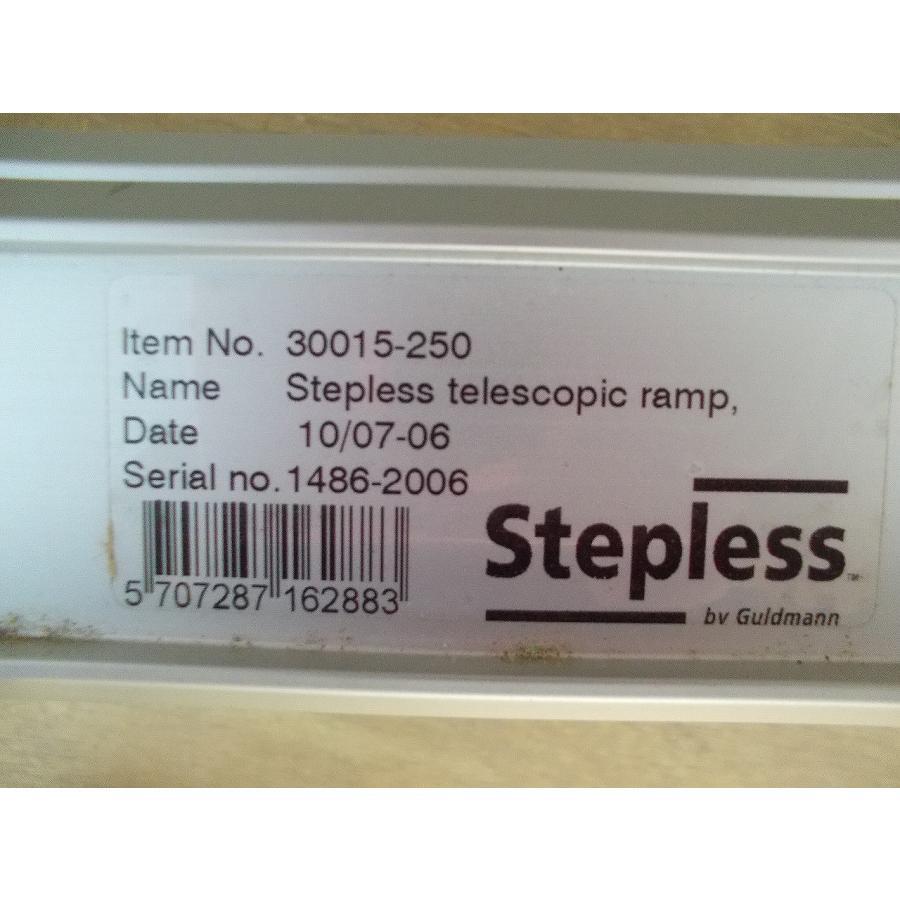 Item No. 30015-250
Name Stepless telescopic ramp,
Date 10/07-06
Serial no. 1486-2006
5 707287 162883
Stepless™
by Guldmann